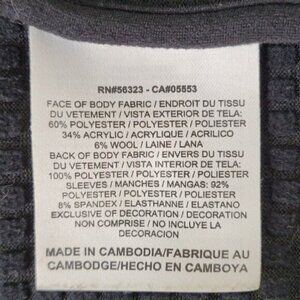 RN#56323 - CA#05553
FACE OF BODY FABRIC / ENDROIT DU TISSU
DU VETEMENT / VISTA EXTERIOR DE TELA:
60% POLYESTER / POLYESTER / POLIESTER
34% ACRYLIC / ACRYLIQUE / ACRILICO
6% WOOL / LAINE / LANA
BACK OF BODY FABRIC / ENVERS DU TISSU
DU VETEMENT / VISTA INTERIOR DE TELA:
100% POLYESTER / POLYESTER / POLIESTER
SLEEVES / MANCHES / MANGAS: 92%
POLYESTER / POLYESTER / POLIESTER
8% SPANDEX / ELASTHANNE / ELASTANO
EXCLUSIVE OF DECORATION / DECORATION
NON COMPRISE / NO INCLUYE LA
DECORACION
MADE IN CAMBODIA/FABRIQUE AU
CAMBODGE/HECHO EN CAMBOYA